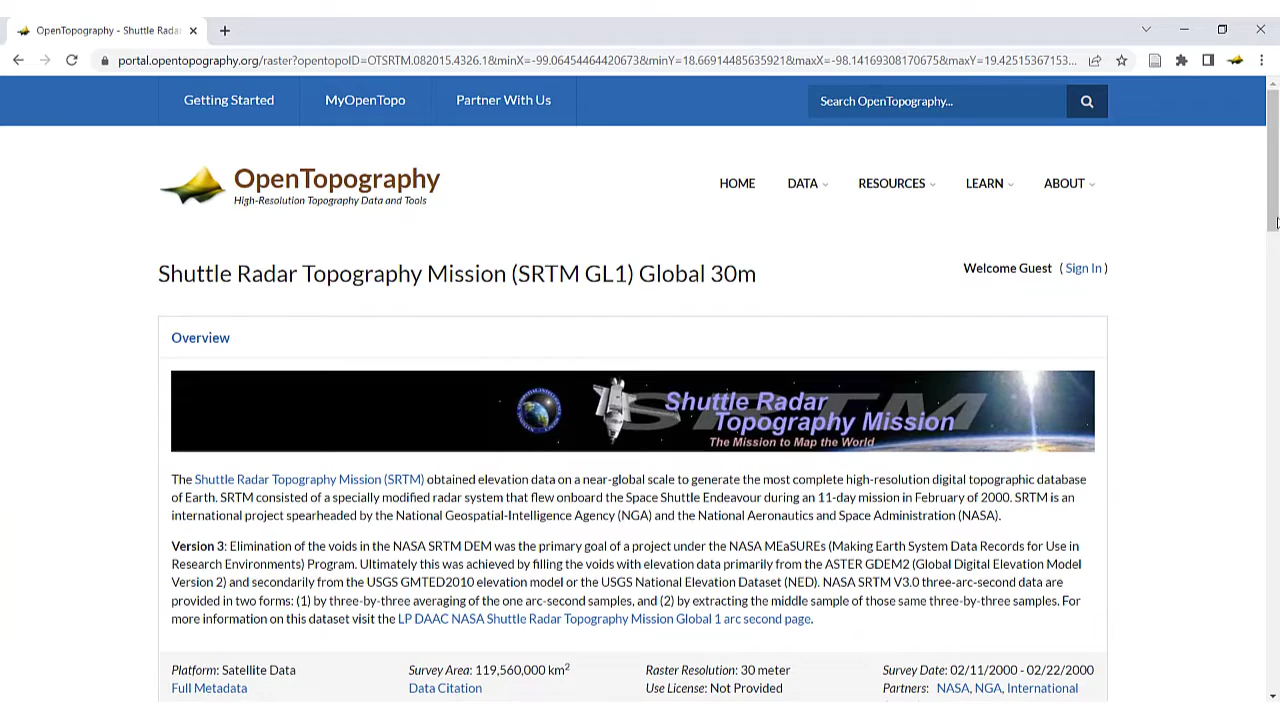 OpenTopography - Shuttle Rada
portal.opentopography.org/raster?opentopoID=OTSRTM.082015.4326.1&minX=-99.06454464420673&minY=18.669144856359218&maxX=-98.14169308170675&maxY=19.42515367153...
Getting Started
MyOpenTopo
Partner With Us
Search OpenTopography...
OpenTopography
High-Resolution Topography Data and Tools
HOME
DATA
RESOURCES
LEARN
ABOUT
Shuttle Radar Topography Mission (SRTM GL1) Global 30m
Welcome Guest ( Sign In )
Overview
SRTM
Shuttle Radar
Topography Mission
The Mission to Map the World
The Shuttle Radar Topography Mission (SRTM) obtained elevation data on a near-global scale to generate the most complete high-resolution digital topographic database
of Earth. SRTM consisted of a specially modified radar system that flew onboard the Space Shuttle Endeavour during an 11-day mission in February of 2000. SRTM is an
international project spearheaded by the National Geospatial-Intelligence Agency (NGA) and the National Aeronautics and Space Administration (NASA).
Version 3: Elimination of the voids in the NASA SRTM DEM was the primary goal of a project under the NASA MEaSUREs (Making Earth System Data Records for Use in
Research Environments) Program. Ultimately this was achieved by filling the voids with elevation data primarily from the ASTER GDEM2 (Global Digital Elevation Model
Version 2) and secondarily from the USGS GMTED2010 elevation model or the USGS National Elevation Dataset (NED). NASA SRTM V3.0 three-arc-second data are
provided in two forms: (1) by three-by-three averaging of the one arc-second samples, and (2) by extracting the middle sample of those same three-by-three samples. For
more information on this dataset visit the LP DAAC NASA Shuttle Radar Topography Mission Global 1 arc second page.
Platform: Satellite Data
Survey Area: 119,560,000 km²
Raster Resolution: 30 meter
Survey Date: 02/11/2000 - 02/22/2000
Full Metadata
Data Citation
Use License: Not Provided
Partners: NASA, NGA, International